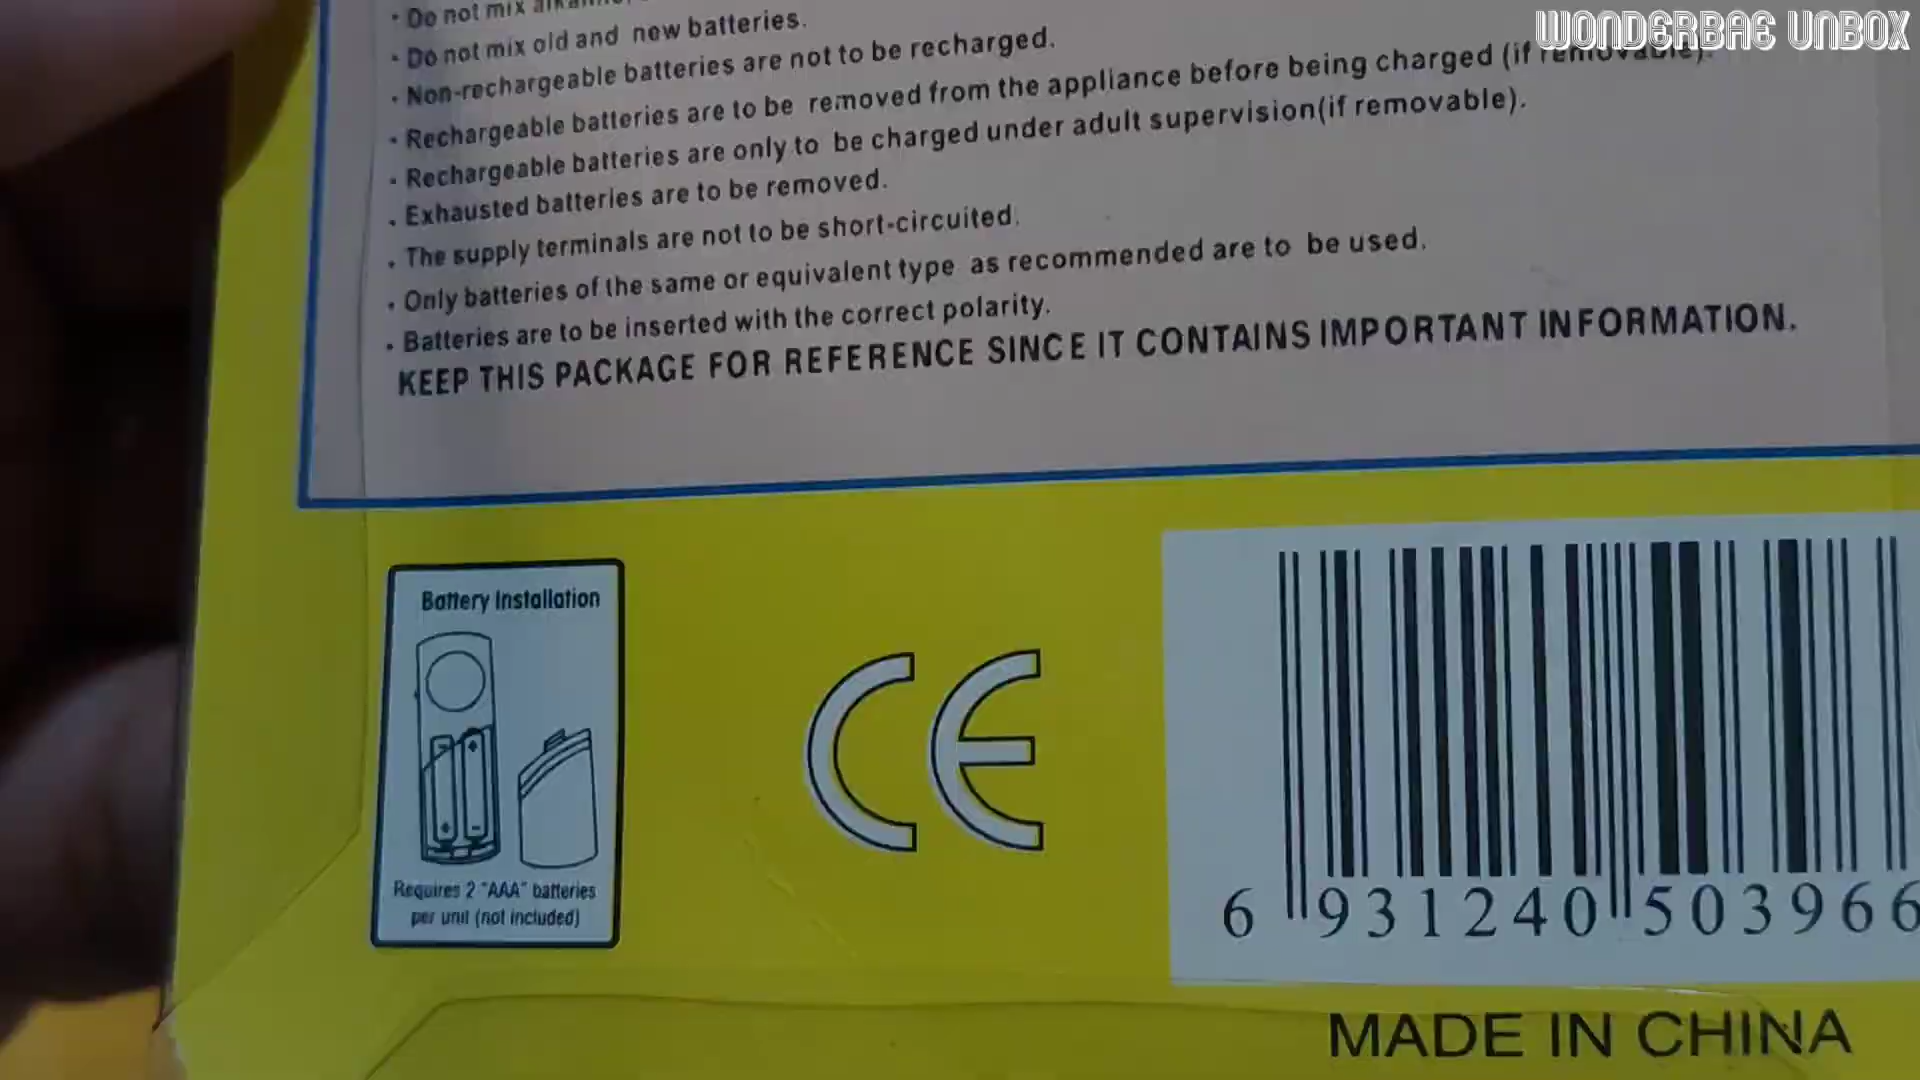 WONDERBAE UNBOX
• Do not mix
• Do not mix old and new batteries.
• Non-rechargeable batteries are not to be recharged.
• Rechargeable batteries are to be removed from the appliance before being charged (if removable).
• Rechargeable batteries are only to be charged under adult supervision(if removable).
• Exhausted batteries are to be removed.
• The supply terminals are not to be short-circuited.
• Only batteries of the same or equivalent type as recommended are to be used.
• Batteries are to be inserted with the correct polarity.
KEEP THIS PACKAGE FOR REFERENCE SINCE IT CONTAINS IMPORTANT INFORMATION.
Battery Installation
Requires 2 "AAA" batteries
per unit (not included)
CE
6 931240 503966
MADE IN CHINA